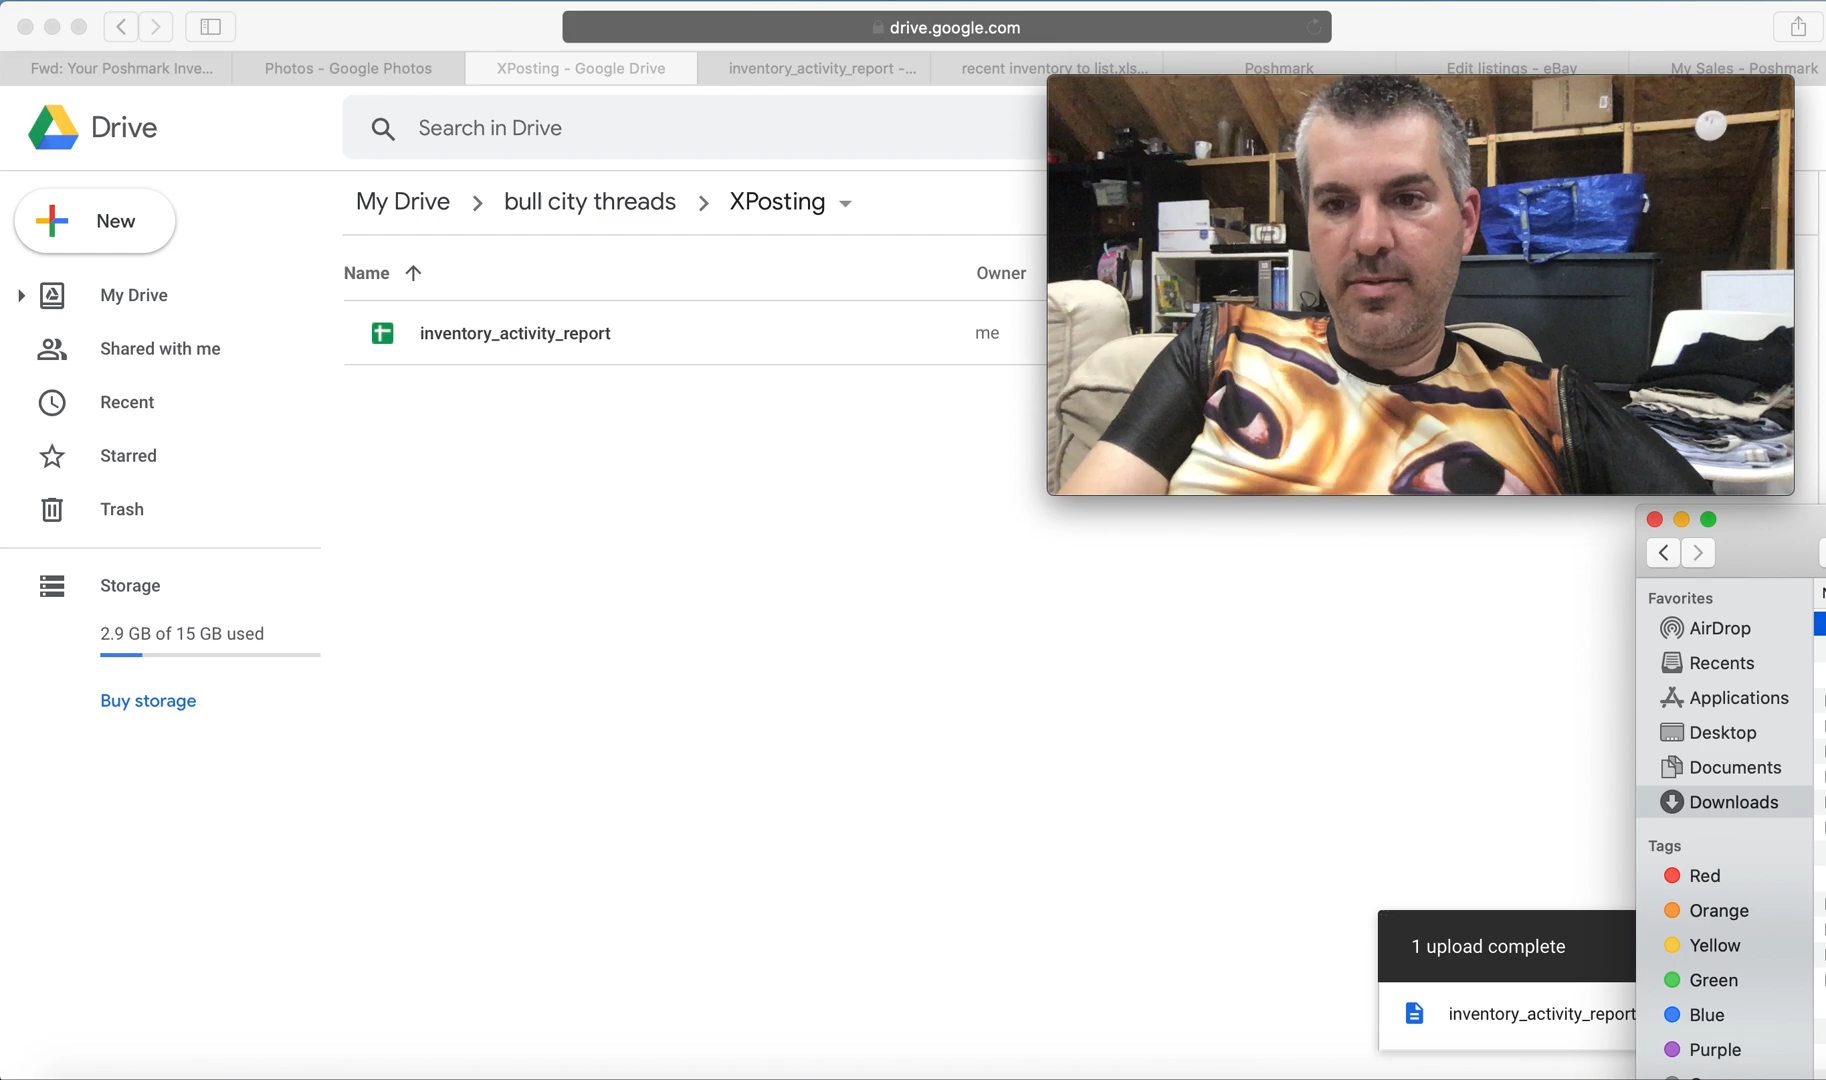 drive.google.com
Fwd: Your Poshmark Inve...
Photos - Google Photos
XPosting - Google Drive
inventory_activity_report -...
recent inventory to list.xls...
Poshmark
Edit listings - eBay
My Sales - Poshmark
Drive
Search in Drive
My Drive > bull city threads > XPosting
New
Name
Owner
inventory_activity_report
me
My Drive
Shared with me
Recent
Starred
Trash
Storage
2.9 GB of 15 GB used
Buy storage
Favorites
AirDrop
Recents
Applications
Desktop
Documents
Downloads
Tags
Red
Orange
Yellow
Green
Blue
Purple
1 upload complete
inventory_activity_report